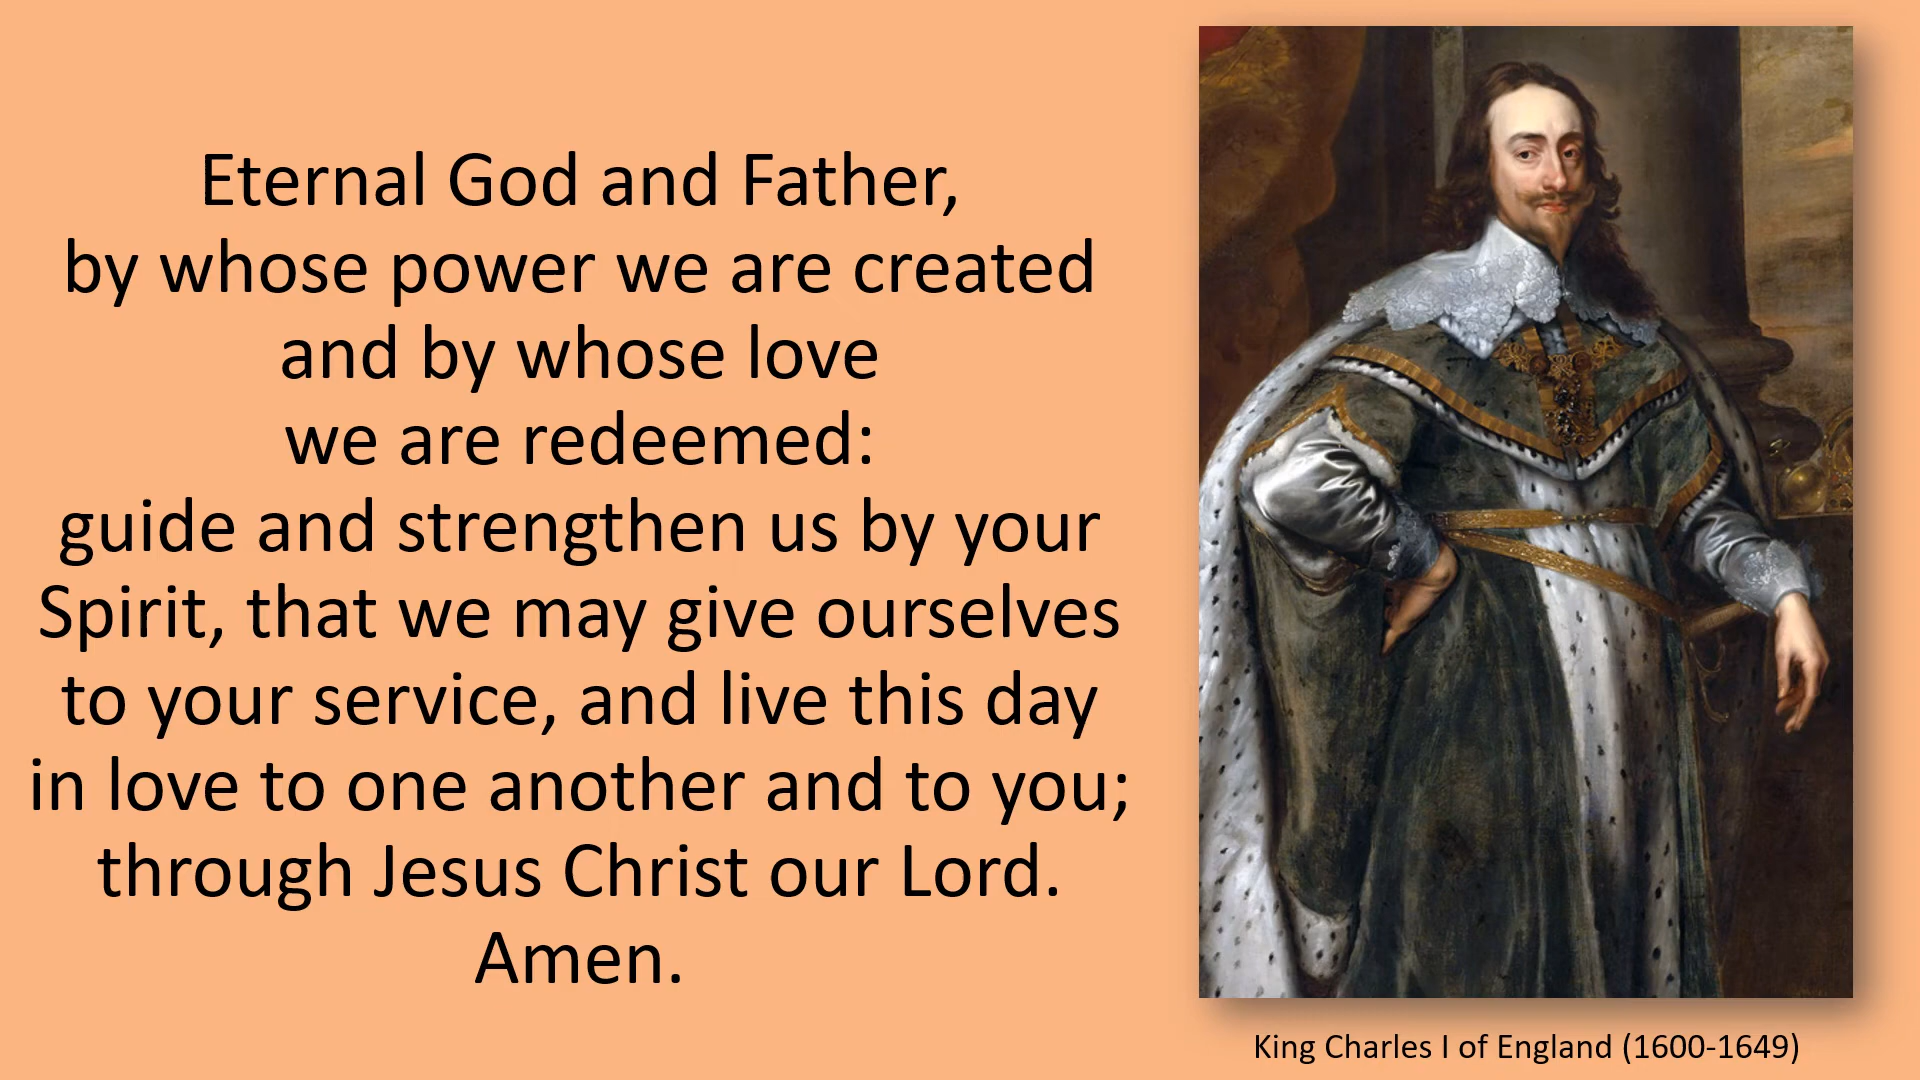 Eternal God and Father,
by whose power we are created
and by whose love
we are redeemed:
guide and strengthen us by your
Spirit, that we may give ourselves
to your service, and live this day
in love to one another and to you;
through Jesus Christ our Lord.
Amen.
King Charles I of England (1600-1649)